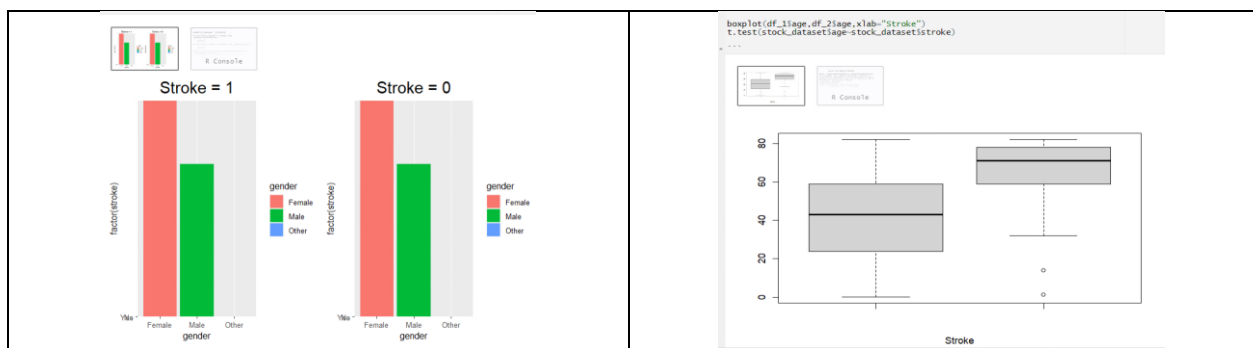 R Console
Stroke = 1
Stroke = 0
factor(stroke)
gender
Female
Male
Other
factor(stroke)
gender
Female
Male
Other
Female Male Other
gender
Female Male Other
gender
boxplot(df_1$age,df_2$age,xlab="Stroke")
t.test(stock_dataset$age~stock_dataset$stroke)
R Console
80
60
40
20
0
Stroke